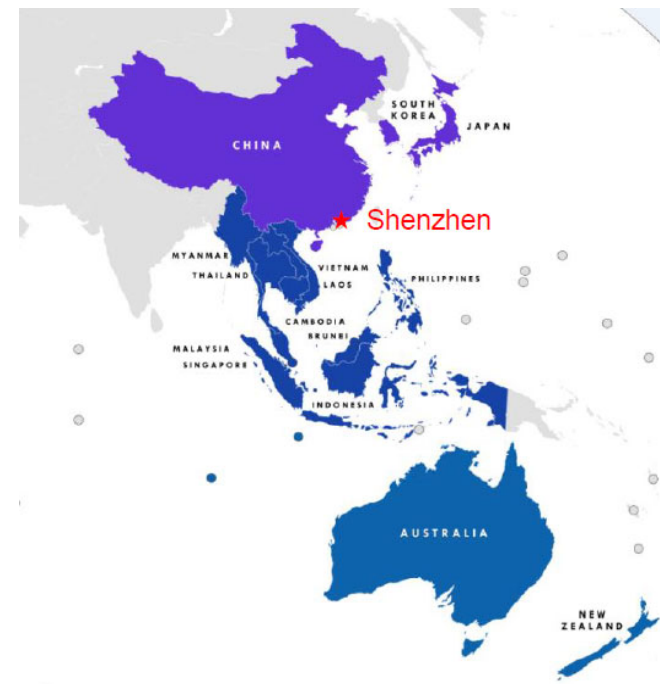 SOUTH
KOREA
JAPAN
CHINA
Shenzhen
MYANMAR
THAILAND
VIETNAM
LAOS
PHILIPPINES
CAMBODIA
BRUNEI
MALAYSIA
SINGAPORE
INDONESIA
AUSTRALIA
NEW
ZEALAND